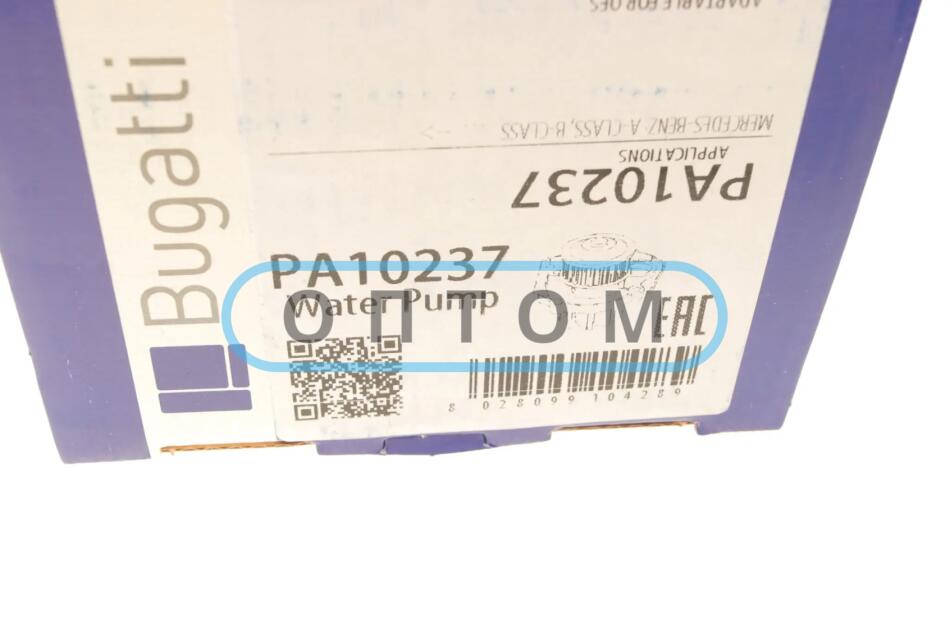 Bugatti
ADAPTABLE FOR OES
MERCEDES-BENZ A-CLASS, B-CLASS --->
APPLICATIONS
PA10237
PA10237
Water Pump
ОПТОМ
EAC
8 028099 104289